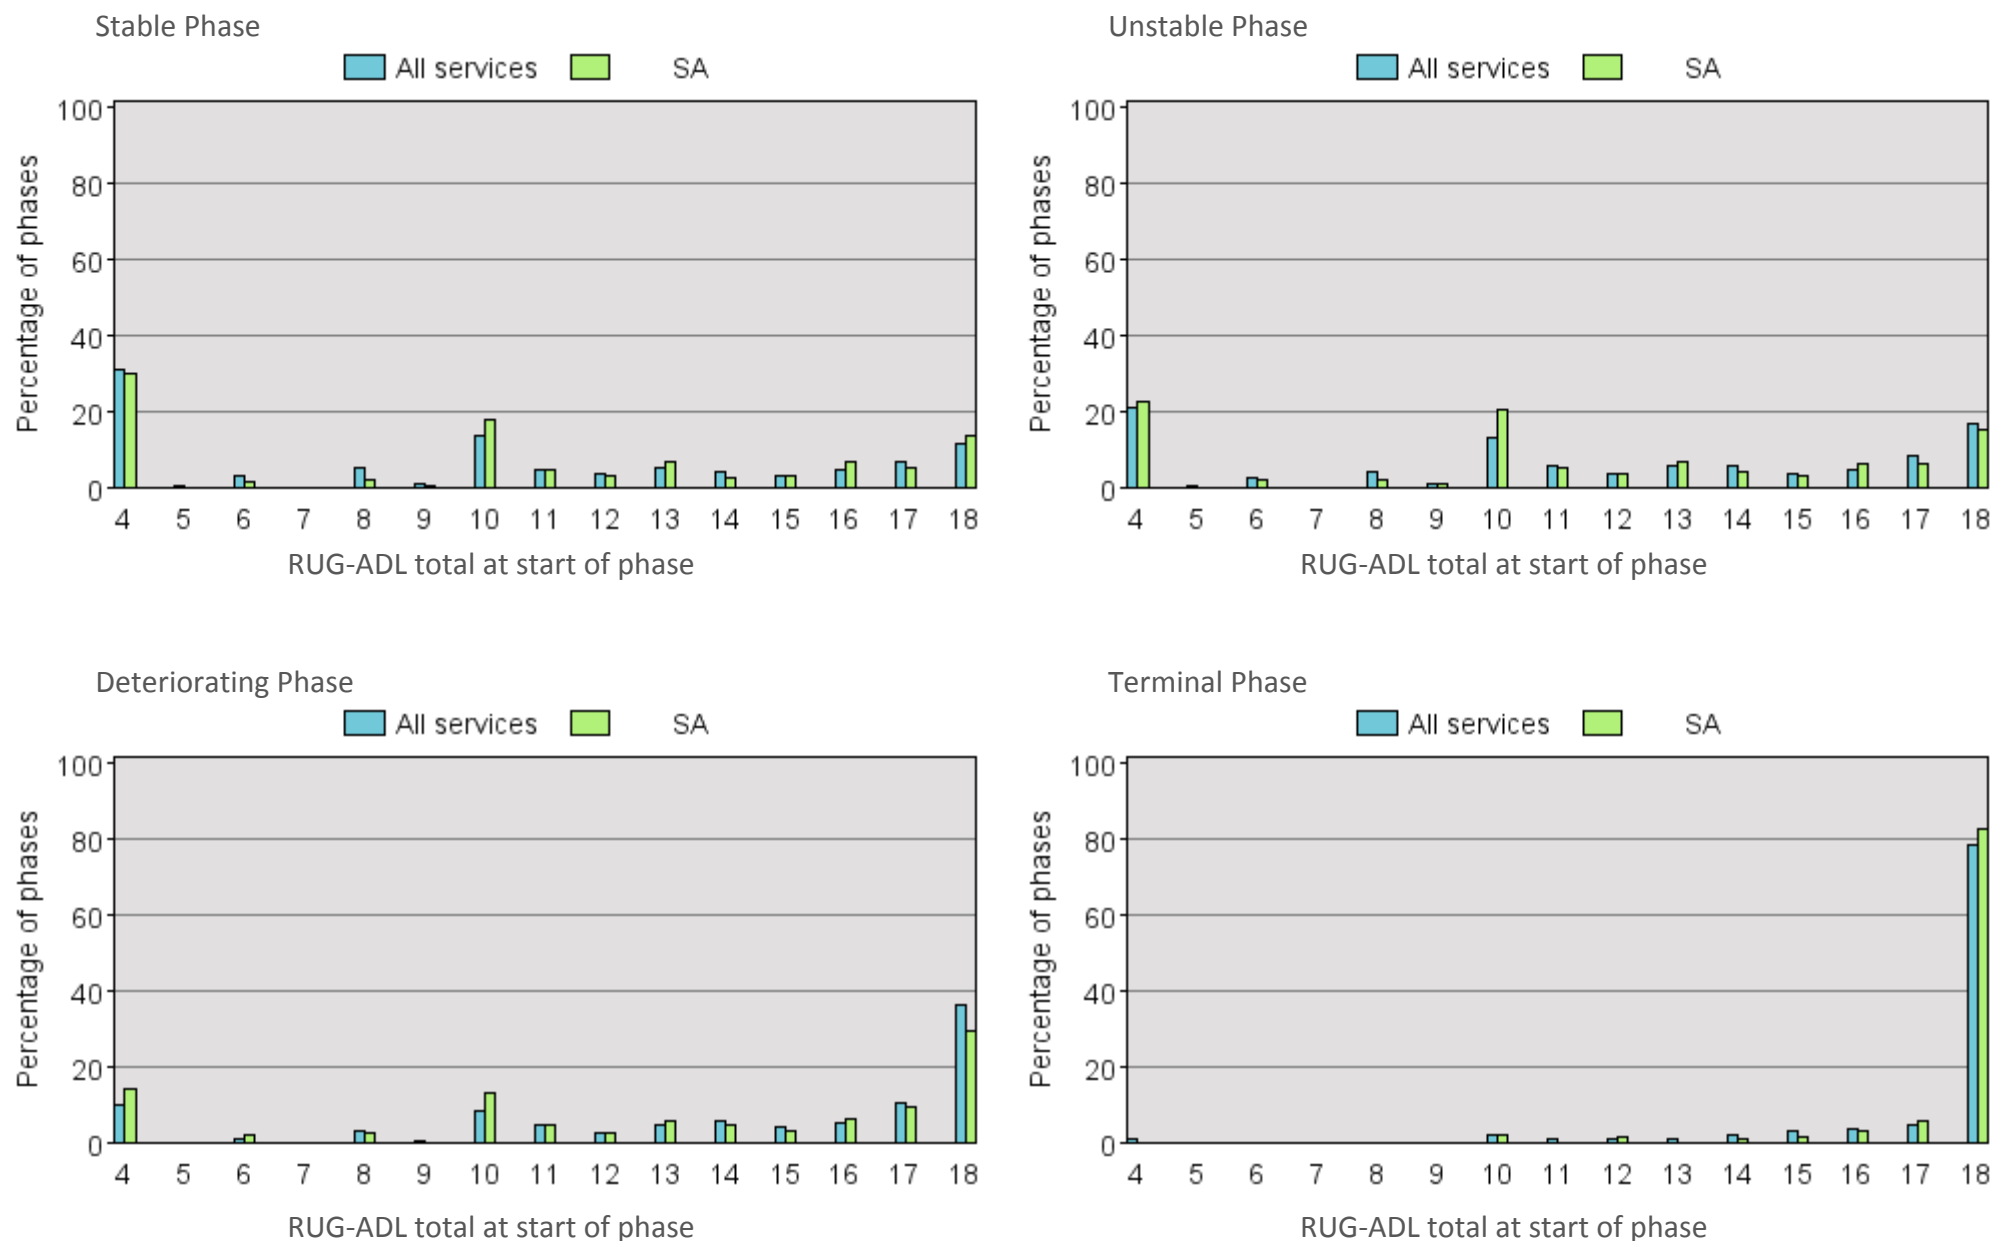 Stable Phase
All services SA
Percentage of phases
100
80
60
40
20
0
4 5 6 7 8 9 10 11 12 13 14 15 16 17 18
RUG-ADL total at start of phase
Unstable Phase
All services SA
Percentage of phases
100
80
60
40
20
0
4 5 6 7 8 9 10 11 12 13 14 15 16 17 18
RUG-ADL total at start of phase
Deteriorating Phase
All services SA
Percentage of phases
100
80
60
40
20
0
4 5 6 7 8 9 10 11 12 13 14 15 16 17 18
RUG-ADL total at start of phase
Terminal Phase
All services SA
Percentage of phases
100
80
60
40
20
0
4 5 6 7 8 9 10 11 12 13 14 15 16 17 18
RUG-ADL total at start of phase